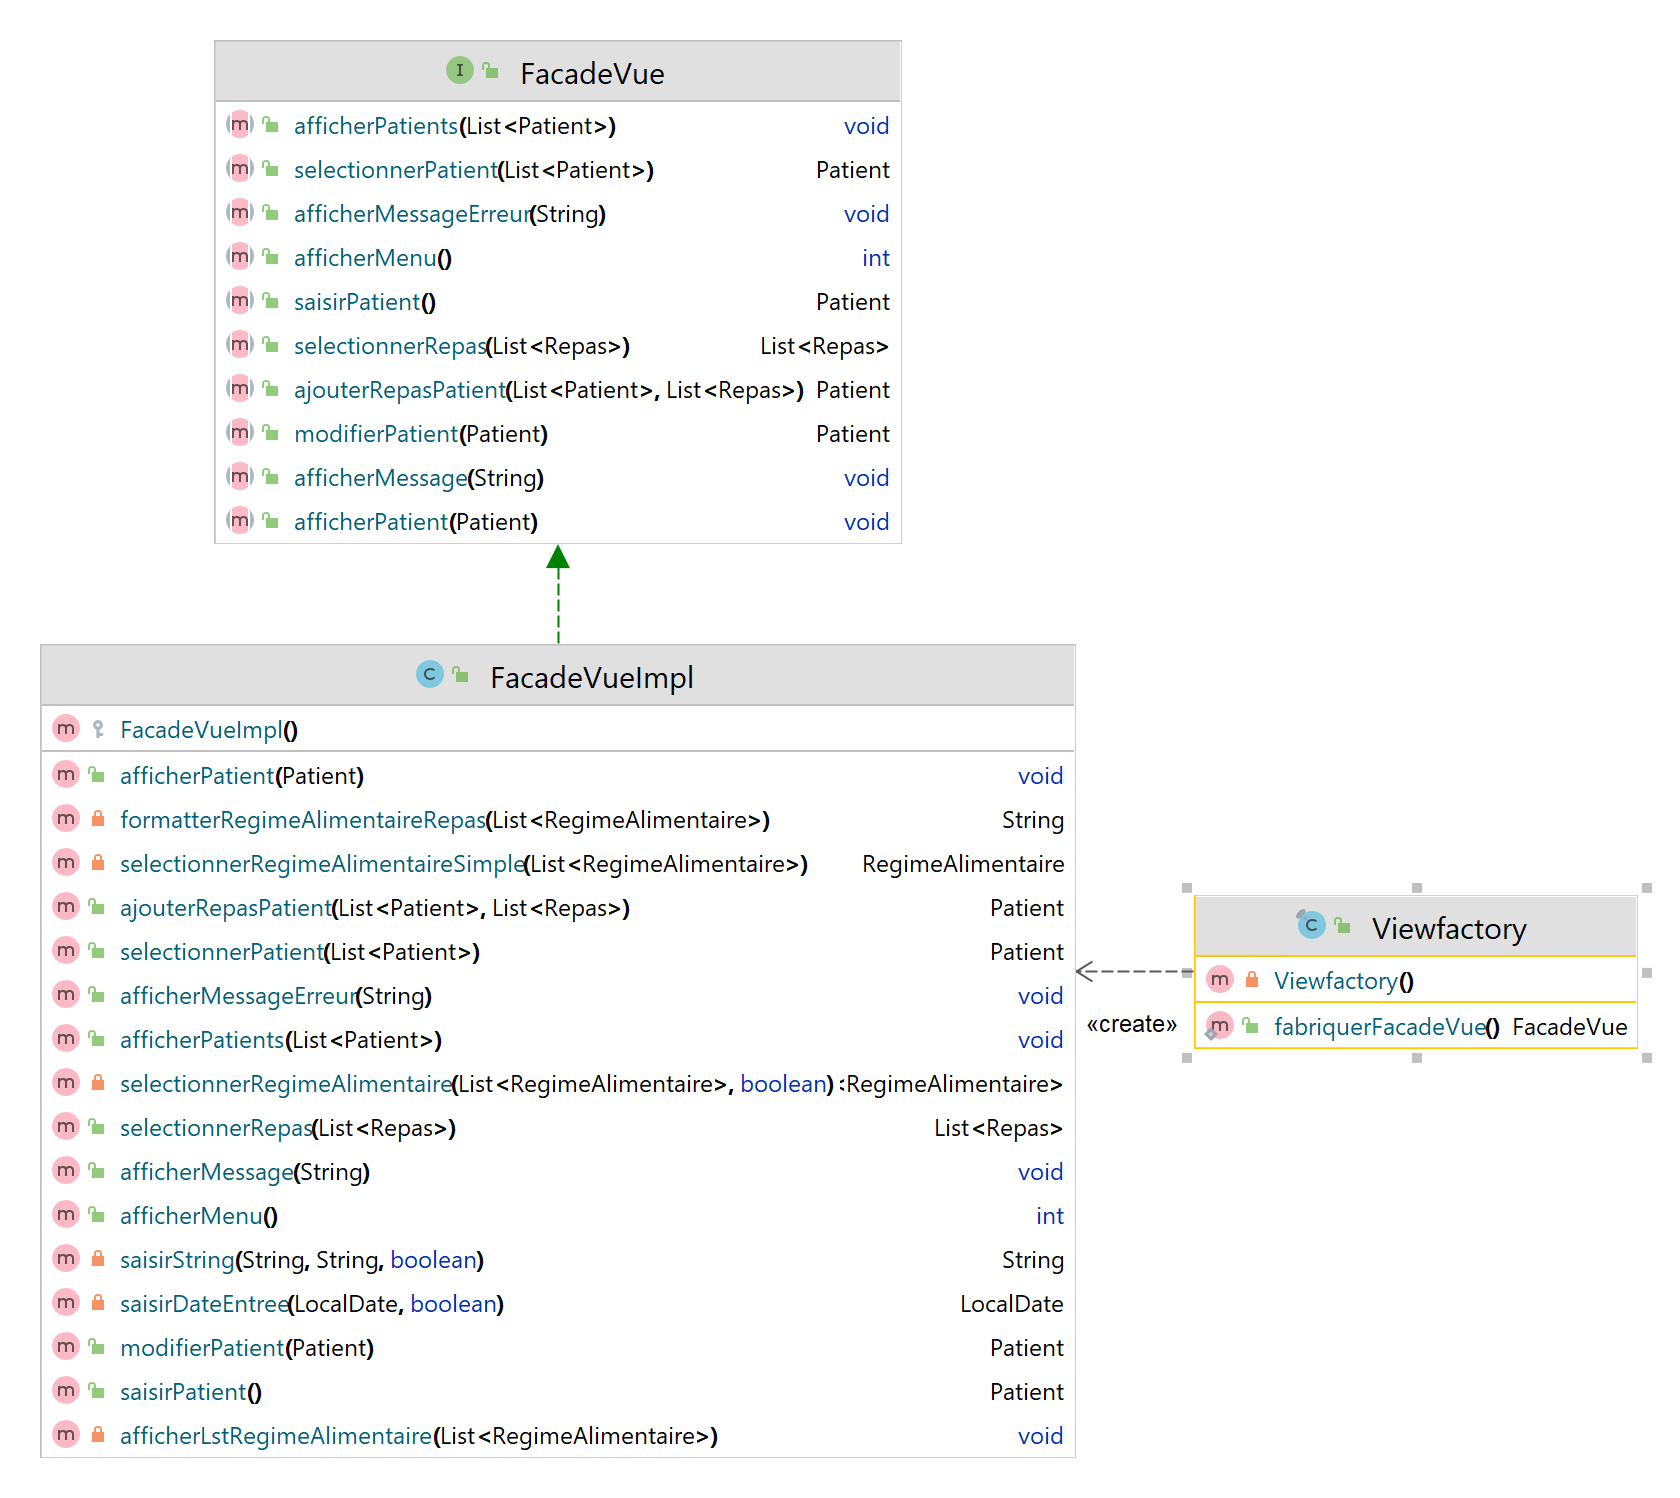 FacadeVue
afficherPatients(List<Patient>) void
selectionnerPatient(List<Patient>) Patient
afficherMessageErreur(String) void
afficherMenu() int
saisirPatient() Patient
selectionnerRepas(List<Repas>) List<Repas>
ajouterRepasPatient(List<Patient>, List<Repas>) Patient
modifierPatient(Patient) Patient
afficherMessage(String) void
afficherPatient(Patient) void
FacadeVueImpl
FacadeVueImpl()
afficherPatient(Patient) void
formatterRegimeAlimentaireRepas(List<RegimeAlimentaire>) String
selectionnerRegimeAlimentaireSimple(List<RegimeAlimentaire>) RegimeAlimentaire
ajouterRepasPatient(List<Patient>, List<Repas>) Patient
selectionnerPatient(List<Patient>) Patient
afficherMessageErreur(String) void
afficherPatients(List<Patient>) void
selectionnerRegimeAlimentaire(List<RegimeAlimentaire>, boolean) <RegimeAlimentaire>
selectionnerRepas(List<Repas>) List<Repas>
afficherMessage(String) void
afficherMenu() int
saisirString(String, String, boolean) String
saisirDateEntree(LocalDate, boolean) LocalDate
modifierPatient(Patient) Patient
saisirPatient() Patient
afficherLstRegimeAlimentaire(List<RegimeAlimentaire>) void
«create»
Viewfactory
Viewfactory()
fabriquerFacadeVue() FacadeVue